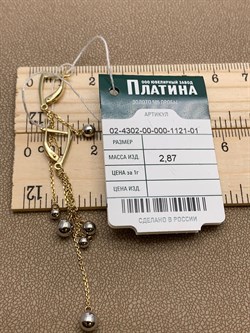 ООО ЮВЕЛИРНЫЙ ЗАВОД
ПЛАТИНА
ЗОЛОТО 585 ПРОБЫ
АРТИКУЛ
02-4302-00-000-1121-01
РАЗМЕР
МАССА ИЗД. 2,87
ЦЕНА за 1г
ЦЕНА ИЗД.
СДЕЛАНО В РОССИИ